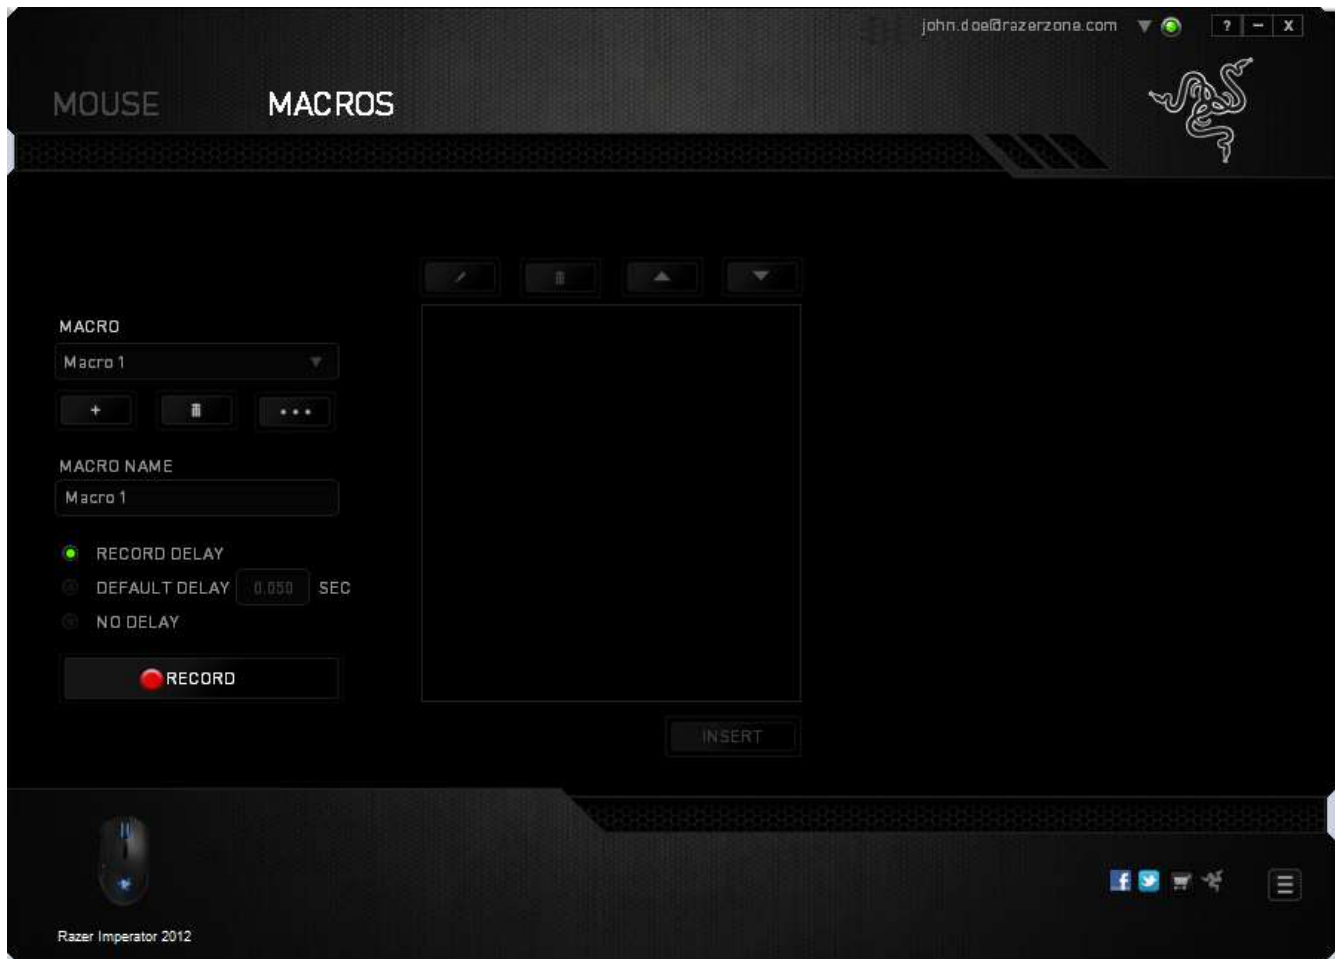 john.doe@razerzone.com
? – X
MOUSE MACROS
MACRO
Macro 1
+ •••
MACRO NAME
Macro 1
RECORD DELAY
DEFAULT DELAY 0.050 SEC
NO DELAY
RECORD
INSERT
Razer Imperator 2012